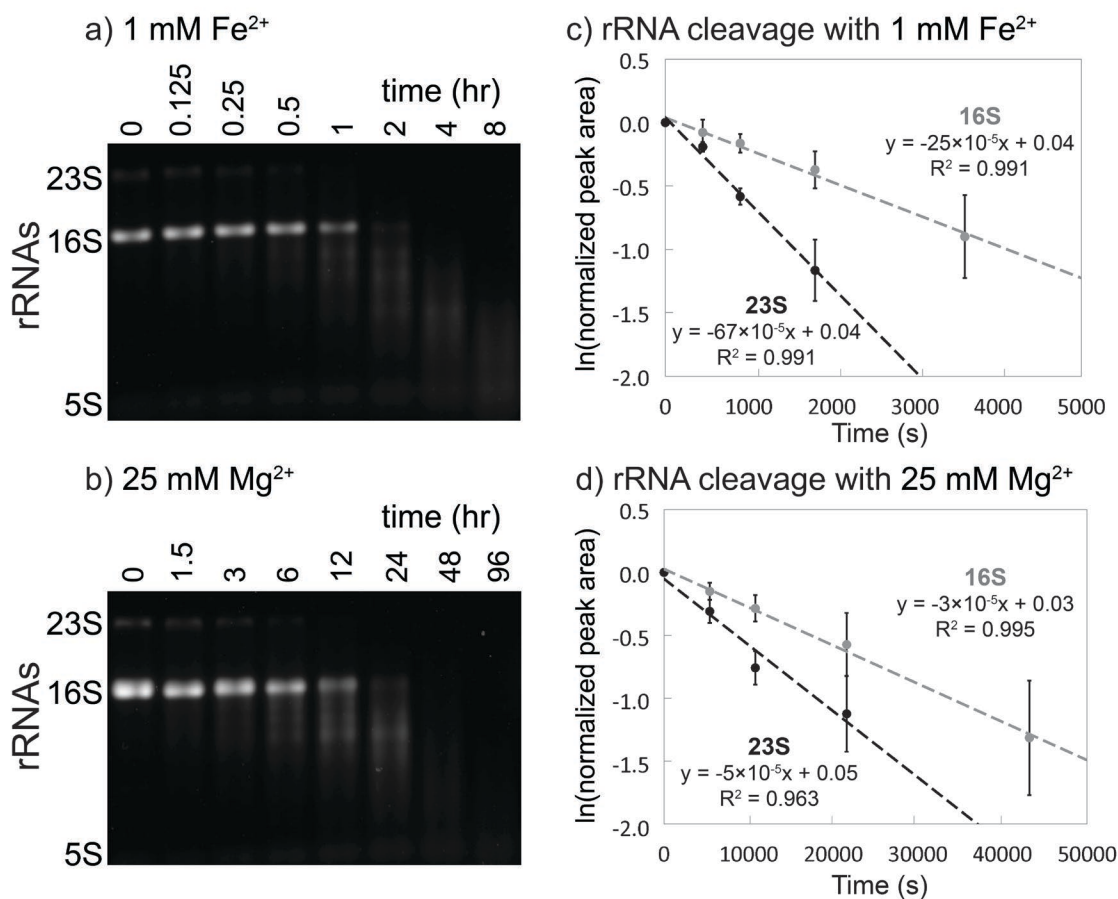 a) 1 mM Fe²⁺
time (hr)
0 0.125 0.25 0.5 1 2 4 8
23S
16S
5S
rRNAs
c) rRNA cleavage with 1 mM Fe²⁺
ln(normalized peak area)
0.5
0.0
-0.5
-1.0
-1.5
-2.0
16S
y = -25×10⁻⁵x + 0.04
R² = 0.991
23S
y = -67×10⁻⁵x + 0.04
R² = 0.991
0 1000 2000 3000 4000 5000
Time (s)
b) 25 mM Mg²⁺
time (hr)
0 1.5 3 6 12 24 48 96
23S
16S
5S
rRNAs
d) rRNA cleavage with 25 mM Mg²⁺
ln(normalized peak area)
0.5
0.0
-0.5
-1.0
-1.5
-2.0
16S
y = -3×10⁻⁵x + 0.03
R² = 0.995
23S
y = -5×10⁻⁵x + 0.05
R² = 0.963
0 10000 20000 30000 40000 50000
Time (s)